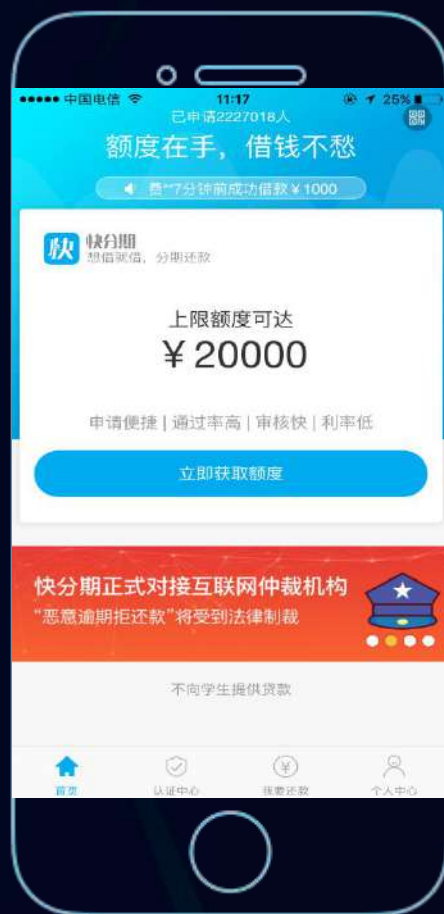 中国电信 11:17 25%
已申请2227018人
额度在手，借钱不愁
费**7分钟前成功借款￥1000
快 快分期
想借就借，分期还款
上限额度可达
￥20000
申请便捷 | 通过率高 | 审核快 | 利率低
立即获取额度
快分期正式对接互联网仲裁机构
“恶意逾期拒还款”将受到法律制裁
不向学生提供贷款
首页 认证中心 我要还款 个人中心